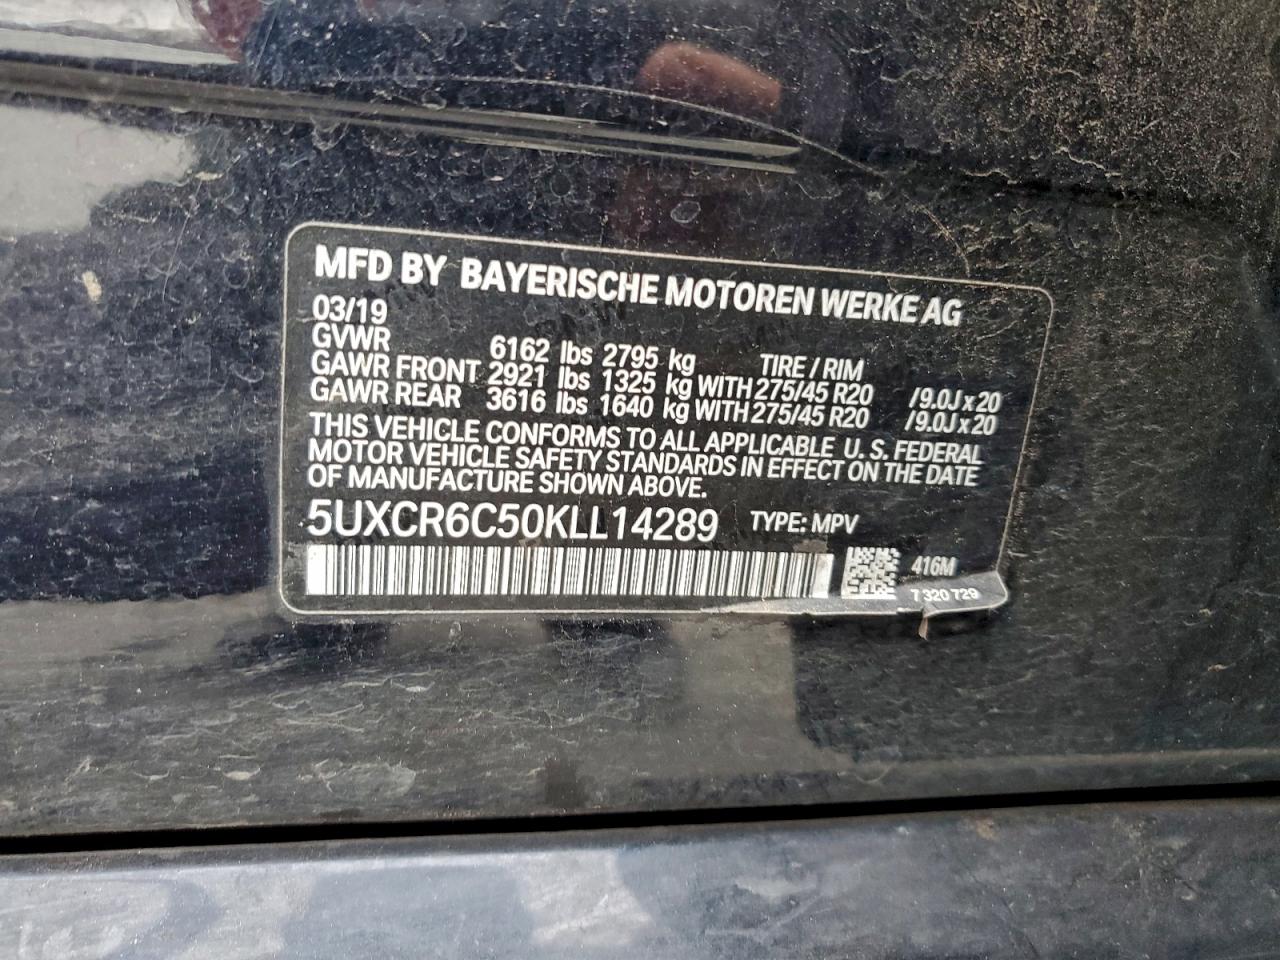 MFD BY BAYERISCHE MOTOREN WERKE AG
03/19
GVWR 6162 lbs 2795 kg TIRE / RIM
GAWR FRONT 2921 lbs 1325 kg WITH 275/45 R20 /9.0J x 20
GAWR REAR 3616 lbs 1640 kg WITH 275/45 R20 /9.0J x 20
THIS VEHICLE CONFORMS TO ALL APPLICABLE U. S. FEDERAL
MOTOR VEHICLE SAFETY STANDARDS IN EFFECT ON THE DATE
OF MANUFACTURE SHOWN ABOVE.
5UXCR6C50KLL14289 TYPE: MPV
416M
7 320 729